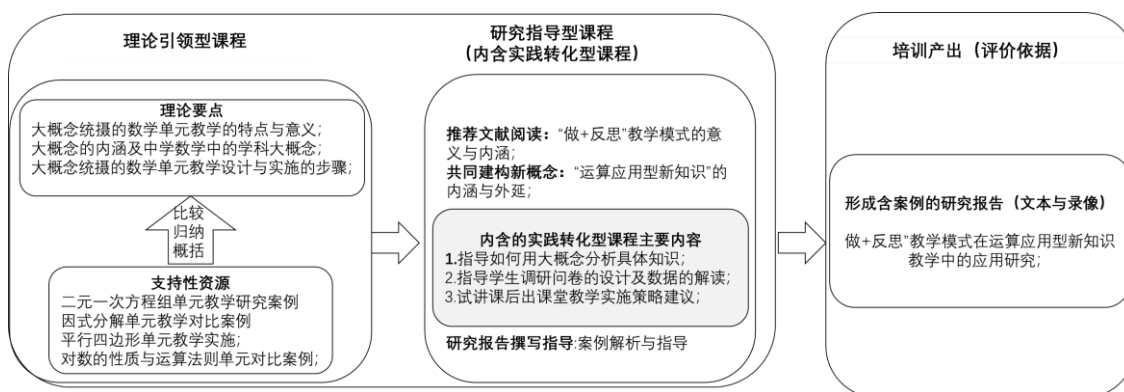 理论引领型课程
理论要点
大概念统摄的数学单元教学的特点与意义;
大概念的内涵及中学数学中的学科大概念;
大概念统摄的数学单元教学设计与实施的步骤;
比较
归纳
概括
支持性资源
二元一次方程组单元教学研究案例
因式分解单元教学对比案例
平行四边形单元教学实施;
对数的性质与运算法则单元对比案例;
研究指导型课程
(内含实践转化型课程)
推荐文献阅读: “做+反思”教学模式的意
义与内涵;
共同建构新概念: “运算应用型新知识”的
内涵与外延;
内含的实践转化型课程主要内容
1.指导如何用大概念分析具体知识;
2.指导学生调研问卷的设计及数据的解读;
3.试讲课后出课堂教学实施策略建议;
研究报告撰写指导:案例解析与指导
培训产出（评价依据）
形成含案例的研究报告（文本与录像）
做+反思”教学模式在运算应用型新知识
教学中的应用研究;